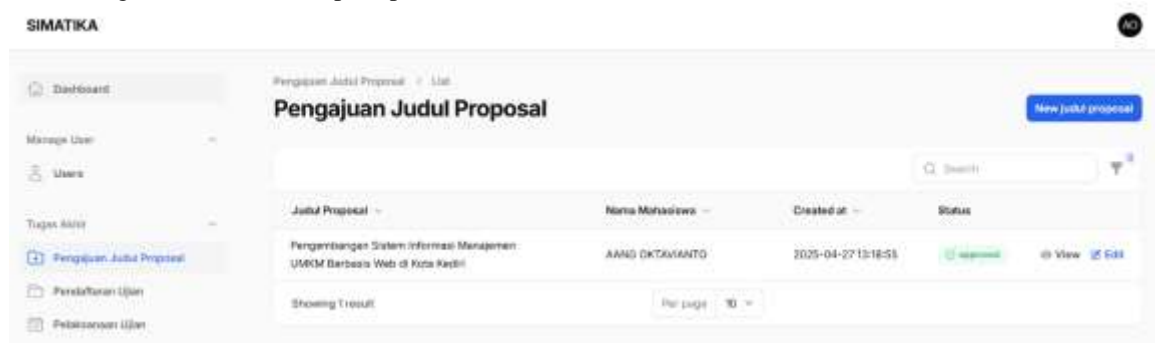 SIMATIKA
AO
Dashboard
Manage User
Users
Tugas Akhir
Pengajuan Judul Proposal
Pendaftaran Ujian
Pelaksanaan Ujian
Pengajuan Judul Proposal > List
Pengajuan Judul Proposal
New judul proposal
Search
0
Judul Proposal
Nama Mahasiswa
Created at
Status
Pengembangan Sistem Informasi Manajemen
UMKM Berbasis Web di Kota Kediri
AANG OKTAVIANTO
2025-04-27 13:18:55
approved
View
Edit
Showing 1 result
Per page 10